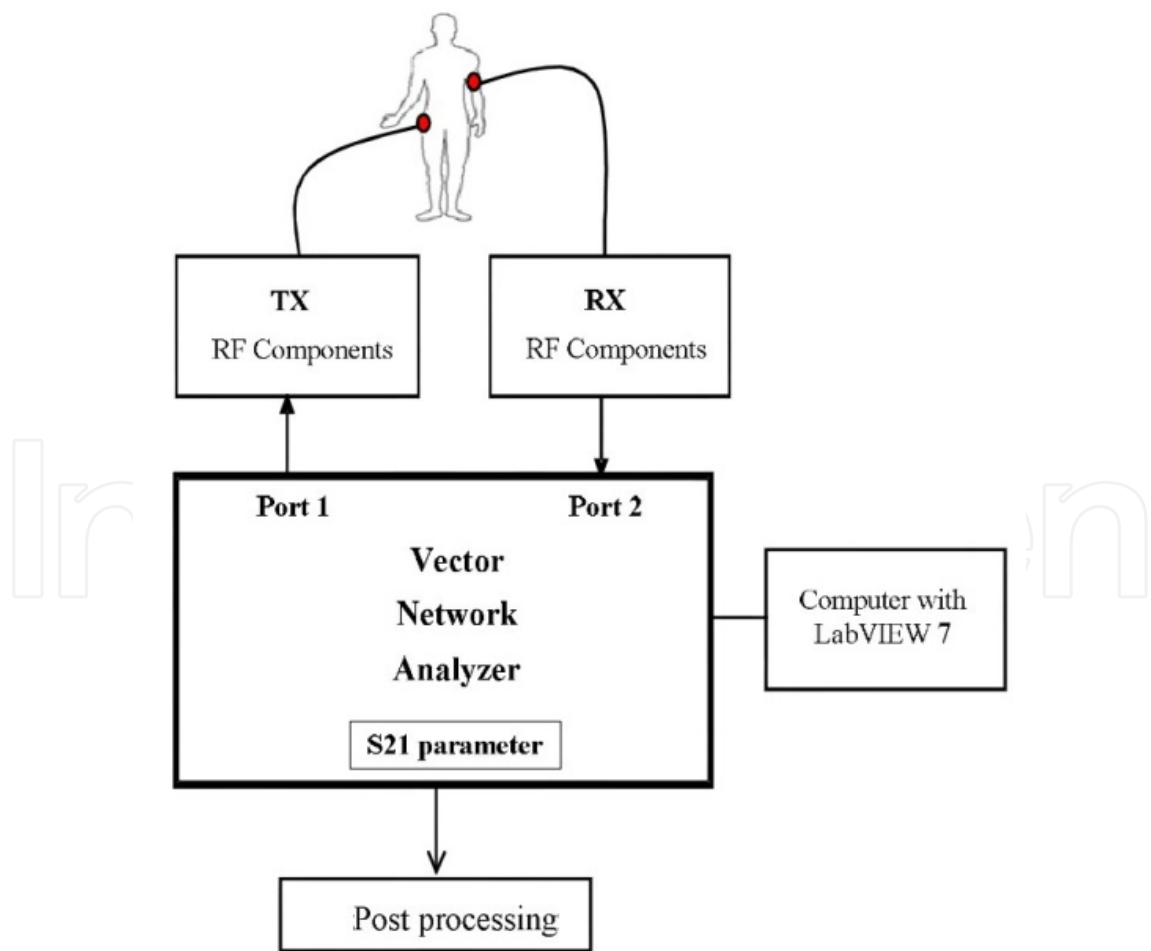 TX
RF Components
RX
RF Components
Port 1
Port 2
Vector
Network
Analyzer
S21 parameter
Computer with
LabVIEW 7
Post processing